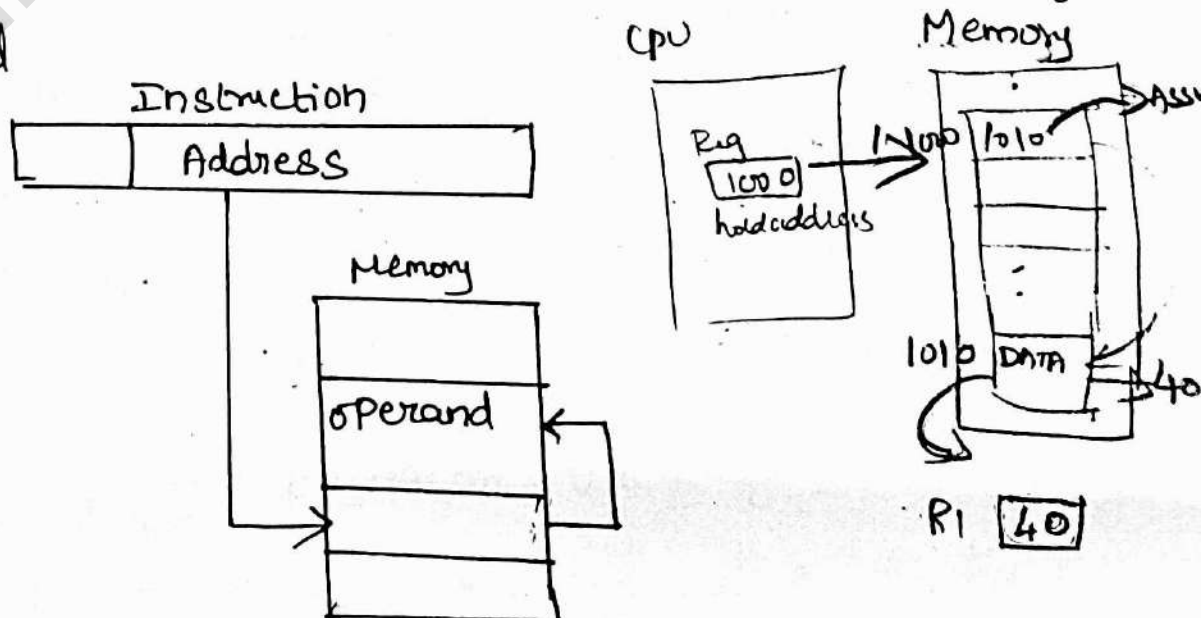 Instruction
Address
Memory
operand
CPU
Reg
1000
hold address
Memory
1000 1010
1010 DATA
40
R1 40